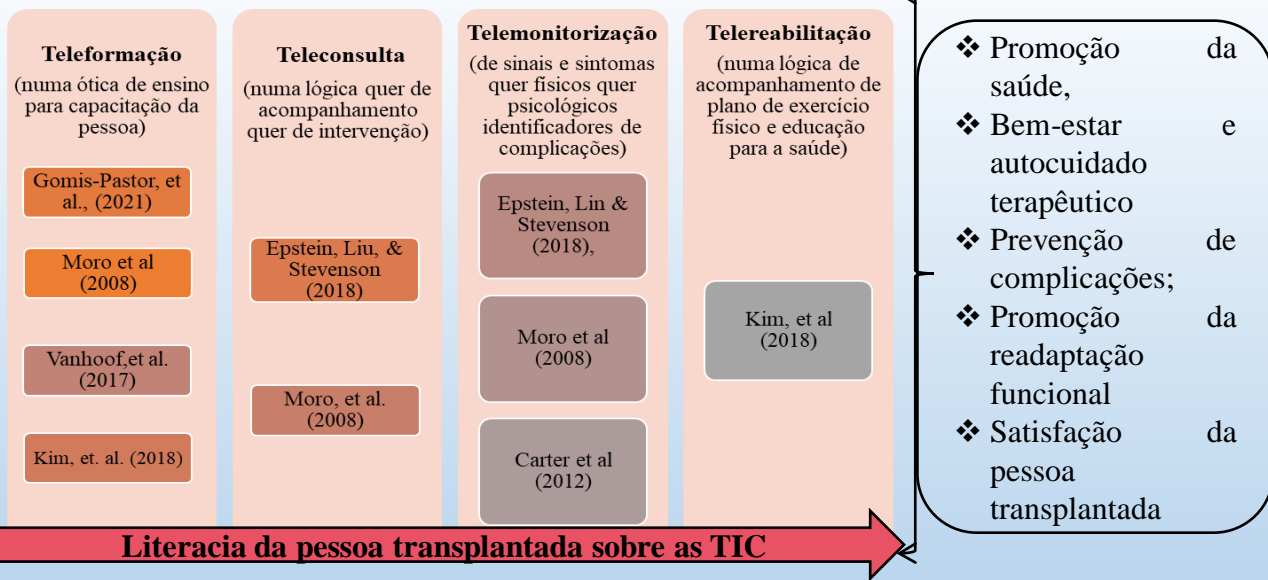 Teleformação
(numa ótica de ensino
para capacitação da
pessoa)
Gomis-Pastor, et
al., (2021)
Moro et al
(2008)
Vanhoof,et al.
(2017)
Kim, et. al. (2018)
Teleconsulta
(numa lógica quer de
acompanhamento
quer de intervenção)
Epstein, Liu, &
Stevenson
(2018)
Moro, et al.
(2008)
Telemonitorização
(de sinais e sintomas
quer físicos quer
psicológicos
identificadores de
complicações)
Epstein, Lin &
Stevenson
(2018),
Moro et al
(2008)
Carter et al
(2012)
Telereabilitação
(numa lógica de
acompanhamento de
plano de exercício
físico e educação
para a saúde)
Kim, et al
(2018)
Literacia da pessoa transplantada sobre as TIC
❖ Promoção da
saúde,
❖ Bem-estar e
autocuidado
terapêutico
❖ Prevenção de
complicações;
❖ Promoção da
readaptação
funcional
❖ Satisfação da
pessoa
transplantada